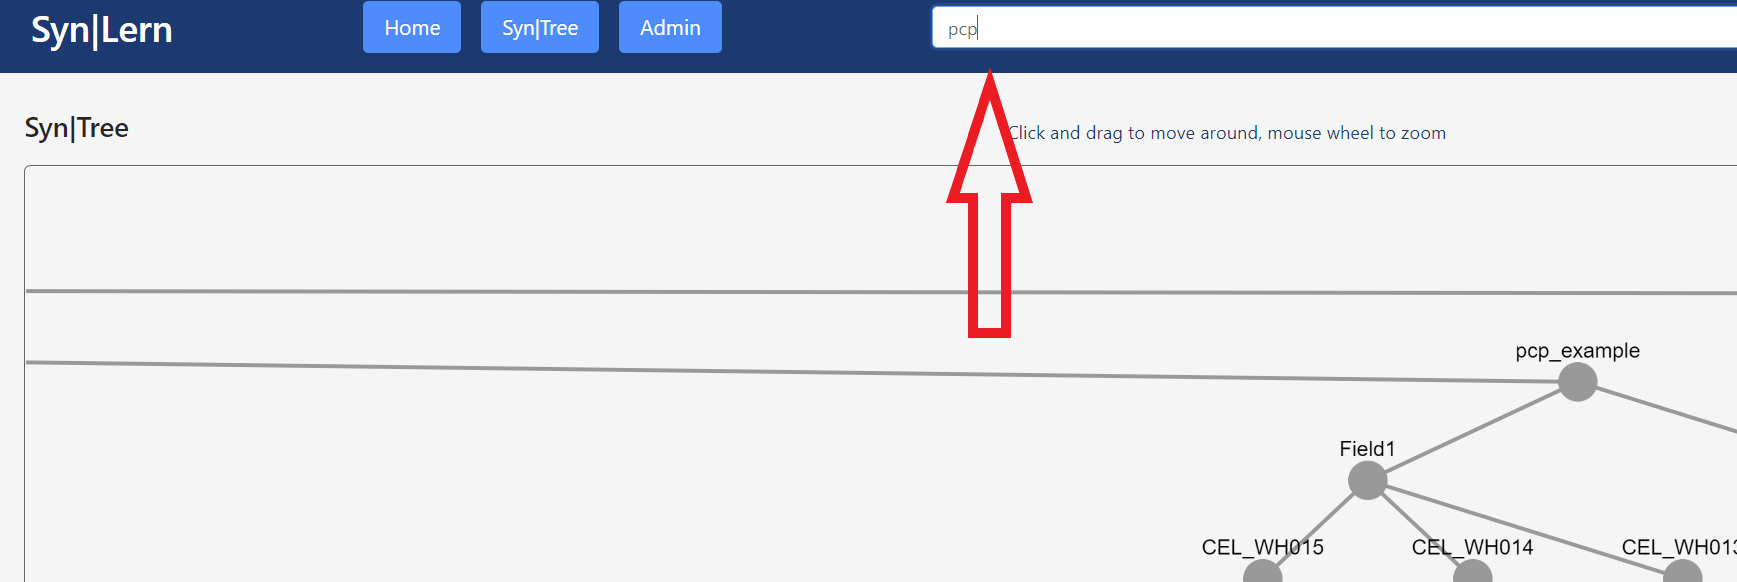 Syn|Lern
Home
Syn|Tree
Admin
pcp
Syn|Tree
Click and drag to move around, mouse wheel to zoom
pcp_example
Field1
CEL_WH015
CEL_WH014
CEL_WH013